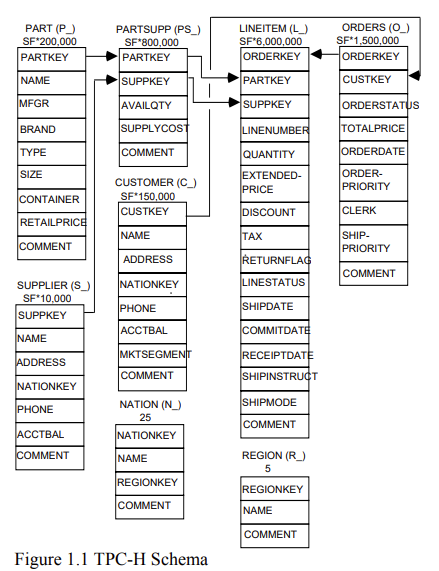 PART (P_)
SF*200,000
PARTKEY
NAME
MFGR
BRAND
TYPE
SIZE
CONTAINER
RETAILPRICE
COMMENT
SUPPLIER (S_)
SF*10,000
SUPPKEY
NAME
ADDRESS
NATIONKEY
PHONE
ACCTBAL
COMMENT
PARTSUPP (PS_)
SF*800,000
PARTKEY
SUPPKEY
AVAILQTY
SUPPLYCOST
COMMENT
CUSTOMER (C_)
SF*150,000
CUSTKEY
NAME
ADDRESS
NATIONKEY
PHONE
ACCTBAL
MKTSEGMENT
COMMENT
NATION (N_)
25
NATIONKEY
NAME
REGIONKEY
COMMENT
LINEITEM (L_)
SF*6,000,000
ORDERKEY
PARTKEY
SUPPKEY
LINENUMBER
QUANTITY
EXTENDED-
PRICE
DISCOUNT
TAX
RETURNFLAG
LINESTATUS
SHIPDATE
COMMITDATE
RECEIPTDATE
SHIPINSTRUCT
SHIPMODE
COMMENT
REGION (R_)
5
REGIONKEY
NAME
COMMENT
ORDERS (O_)
SF*1,500,000
ORDERKEY
CUSTKEY
ORDERSTATUS
TOTALPRICE
ORDERDATE
ORDER-
PRIORITY
CLERK
SHIP-
PRIORITY
COMMENT
Figure 1.1 TPC-H Schema